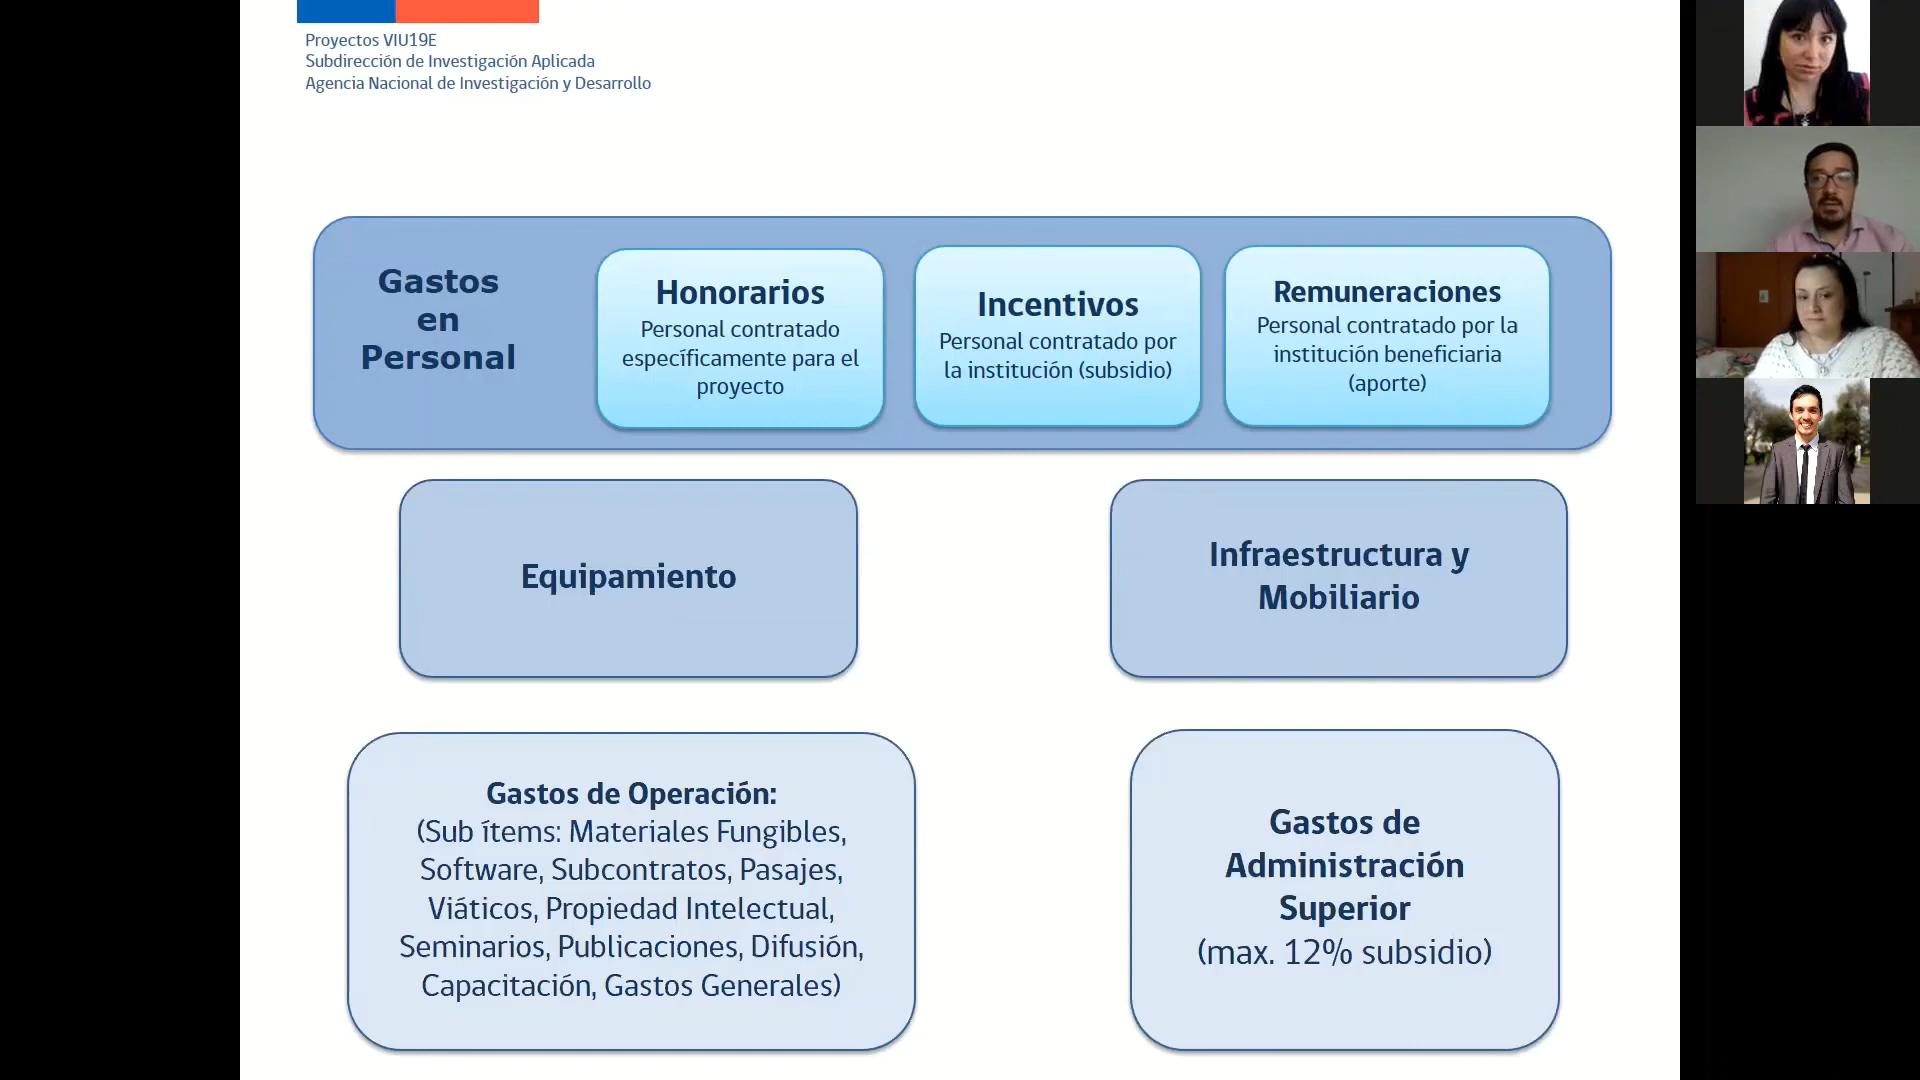 Proyectos VIU19E
Subdirección de Investigación Aplicada
Agencia Nacional de Investigación y Desarrollo
Gastos
en
Personal
Honorarios
Personal contratado
específicamente para el
proyecto
Incentivos
Personal contratado por
la institución (subsidio)
Remuneraciones
Personal contratado por la
institución beneficiaria
(aporte)
Equipamiento
Infraestructura y
Mobiliario
Gastos de Operación:
(Sub ítems: Materiales Fungibles,
Software, Subcontratos, Pasajes,
Viáticos, Propiedad Intelectual,
Seminarios, Publicaciones, Difusión,
Capacitación, Gastos Generales)
Gastos de
Administración
Superior
(max. 12% subsidio)